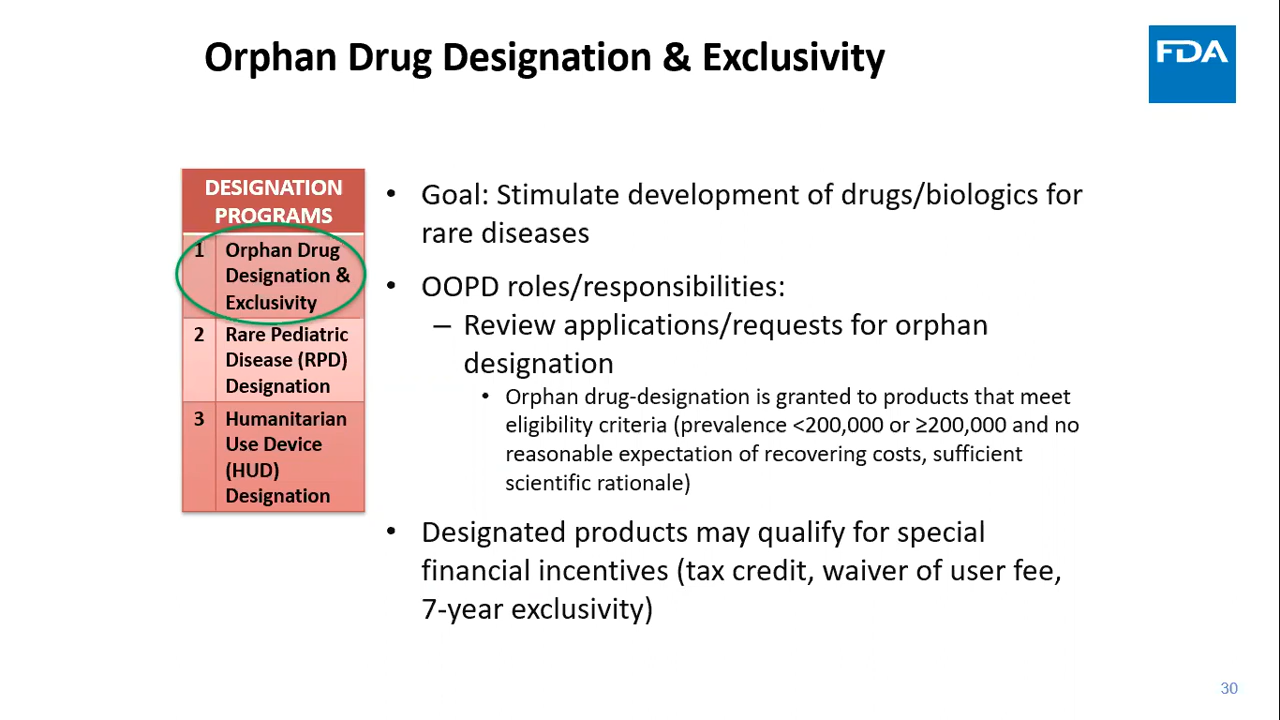 Orphan Drug Designation & Exclusivity
FDA
DESIGNATION
PROGRAMS
1 Orphan Drug
Designation &
Exclusivity
2 Rare Pediatric
Disease (RPD)
Designation
3 Humanitarian
Use Device
(HUD)
Designation
• Goal: Stimulate development of drugs/biologics for
rare diseases
• OOPD roles/responsibilities:
– Review applications/requests for orphan
designation
• Orphan drug-designation is granted to products that meet
eligibility criteria (prevalence <200,000 or ≥200,000 and no
reasonable expectation of recovering costs, sufficient
scientific rationale)
• Designated products may qualify for special
financial incentives (tax credit, waiver of user fee,
7-year exclusivity)
30